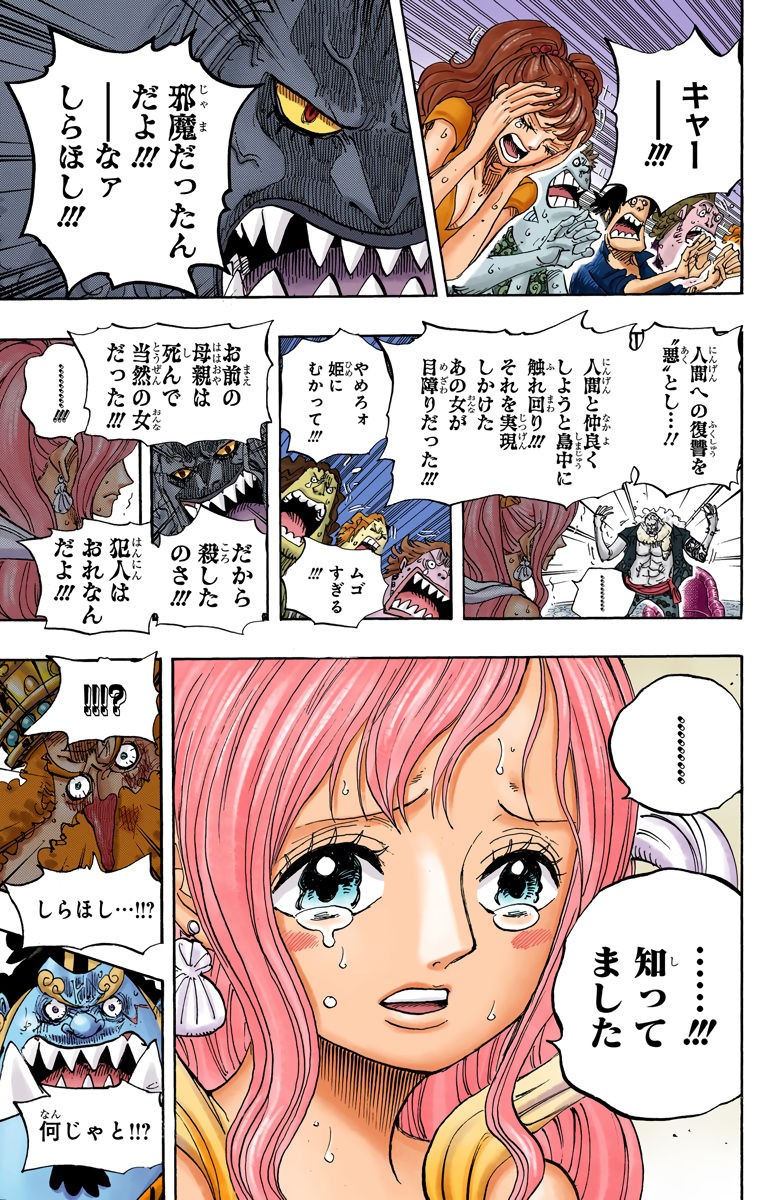 キャー
――!!!
邪魔だったん
だよ!!!
――なァ
しらほし!!!
人間への復讐を
“悪”とし…!!
人間と仲良く
しようと島中に
触れ回り!!!
それを実現
しかけた
あの女が
目障りだった!!!
………
やめろォ
姫に
むかって!!!
ムゴ
すぎる
!!!
お前の
母親は
死んで
当然の女
だった!!!
だから
殺した
のさ!!!
………!!!
犯人は
おれなん
だよ!!!
………
……!!!
知って
ました
!!!?
しらほし…!!?
何じゃと!!?